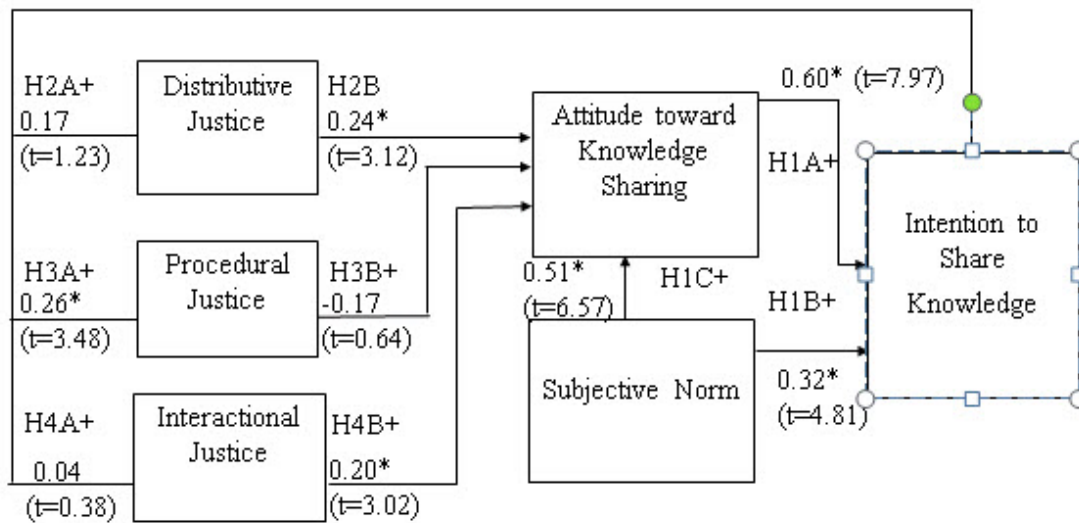 H2A+
0.17
(t=1.23)
Distributive
Justice
H2B
0.24*
(t=3.12)
H3A+
0.26*
(t=3.48)
Procedural
Justice
H3B+
-0.17
(t=0.64)
H4A+
0.04
(t=0.38)
Interactional
Justice
H4B+
0.20*
(t=3.02)
Attitude toward
Knowledge
Sharing
0.51*
(t=6.57)
H1C+
Subjective Norm
0.60* (t=7.97)
H1A+
H1B+
0.32*
(t=4.81)
Intention to
Share
Knowledge